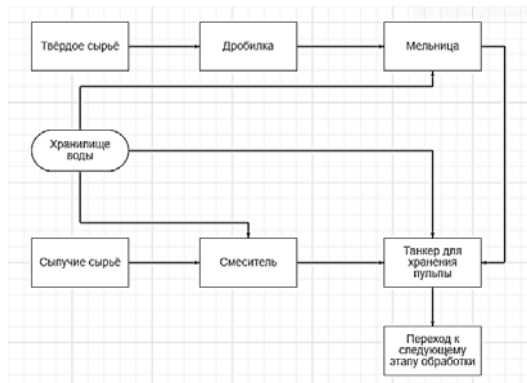 Твёрдое сырьё
Дробилка
Мельница
Хранилище
воды
Сыпучие сырьё
Смеситель
Танкер для
хранения
пульпы
Переход к
следующему
этапу обработки